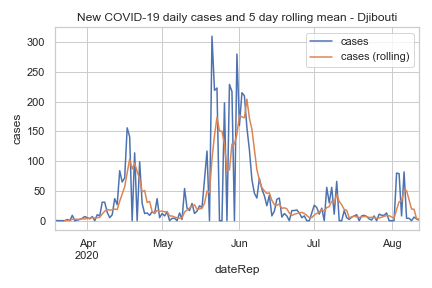 New COVID-19 daily cases and 5 day rolling mean - Djibouti
cases
cases (rolling)
300
250
200
150
100
50
0
cases
Apr
2020
May
Jun
Jul
Aug
dateRep